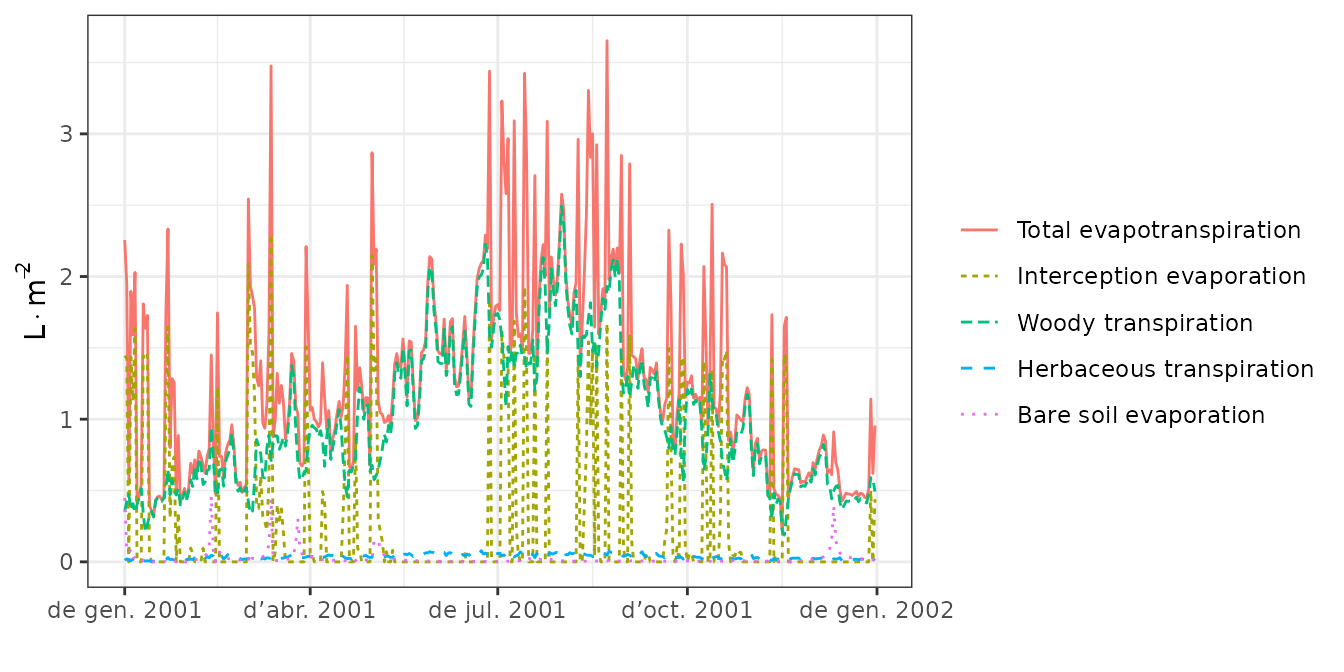 L · m⁻²
3
2
1
0
de gen. 2001
d’abr. 2001
de jul. 2001
d’oct. 2001
de gen. 2002
Total evapotranspiration
Interception evaporation
Woody transpiration
Herbaceous transpiration
Bare soil evaporation